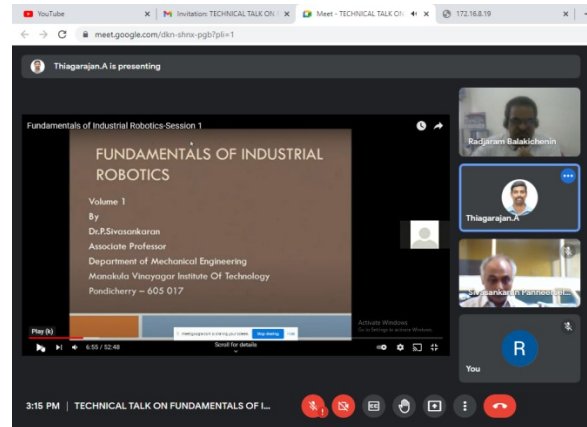 YouTube
Invitation: TECHNICAL TALK ON F
Meet - TECHNICAL TALK ON
172.16.8.19
meet.google.com/dkn-shnx-pgb?pli=1
Thiagarajan.A is presenting
Fundamentals of Industrial Robotics-Session 1
FUNDAMENTALS OF INDUSTRIAL
ROBOTICS
Volume 1
By
Dr.P.Sivasankaran
Associate Professor
Department of Mechanical Engineering
Manakula Vinayagar Institute Of Technology
Pondicherry – 605 017
Activate Windows
Go to Settings to activate Windows.
Play (k)
Stop sharing
Hide
6:55 / 52:48
Scroll for details
Radjaram Balakichenin
Thiagarajan.A
Sivasankaran
R
You
3:15 PM | TECHNICAL TALK ON FUNDAMENTALS OF I...